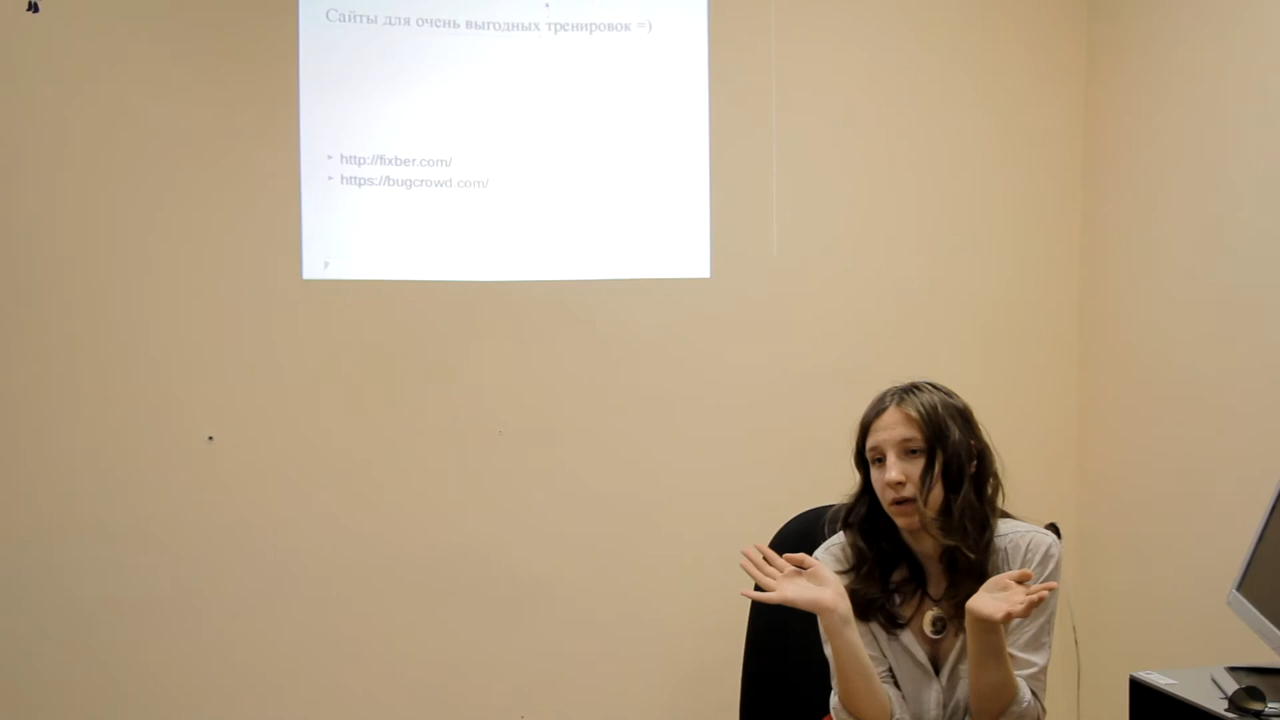 Сайты для очень выгодных тренировок =)
http://fixber.com/
https://bugcrowd.com/